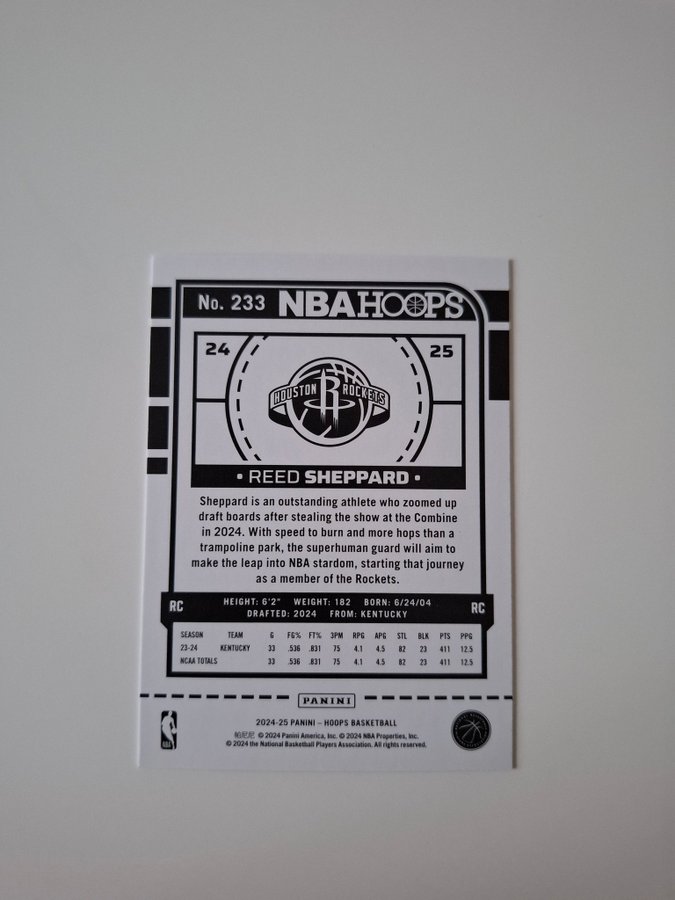 No. 233 NBA HOOPS
24 25
HOUSTON R ROCKETS
• REED SHEPPARD •
Sheppard is an outstanding athlete who zoomed up
draft boards after stealing the show at the Combine
in 2024. With speed to burn and more hops than a
trampoline park, the superhuman guard will aim to
make the leap into NBA stardom, starting that journey
as a member of the Rockets.
RC HEIGHT: 6'2" WEIGHT: 182 BORN: 6/24/04 RC
DRAFTED: 2024 FROM: KENTUCKY
SEASON TEAM G FG% FT% 3PM RPG APG STL BLK PTS PPG
23-24 KENTUCKY 33 .536 .831 75 4.1 4.5 82 23 411 12.5
NCAA TOTALS 33 .536 .831 75 4.1 4.5 82 23 411 12.5
PANINI
2024-25 PANINI – HOOPS BASKETBALL
帕尼尼 © 2024 Panini America, Inc. © 2024 NBA Properties, Inc.
© 2024 the National Basketball Players Association. All rights reserved.
NBA